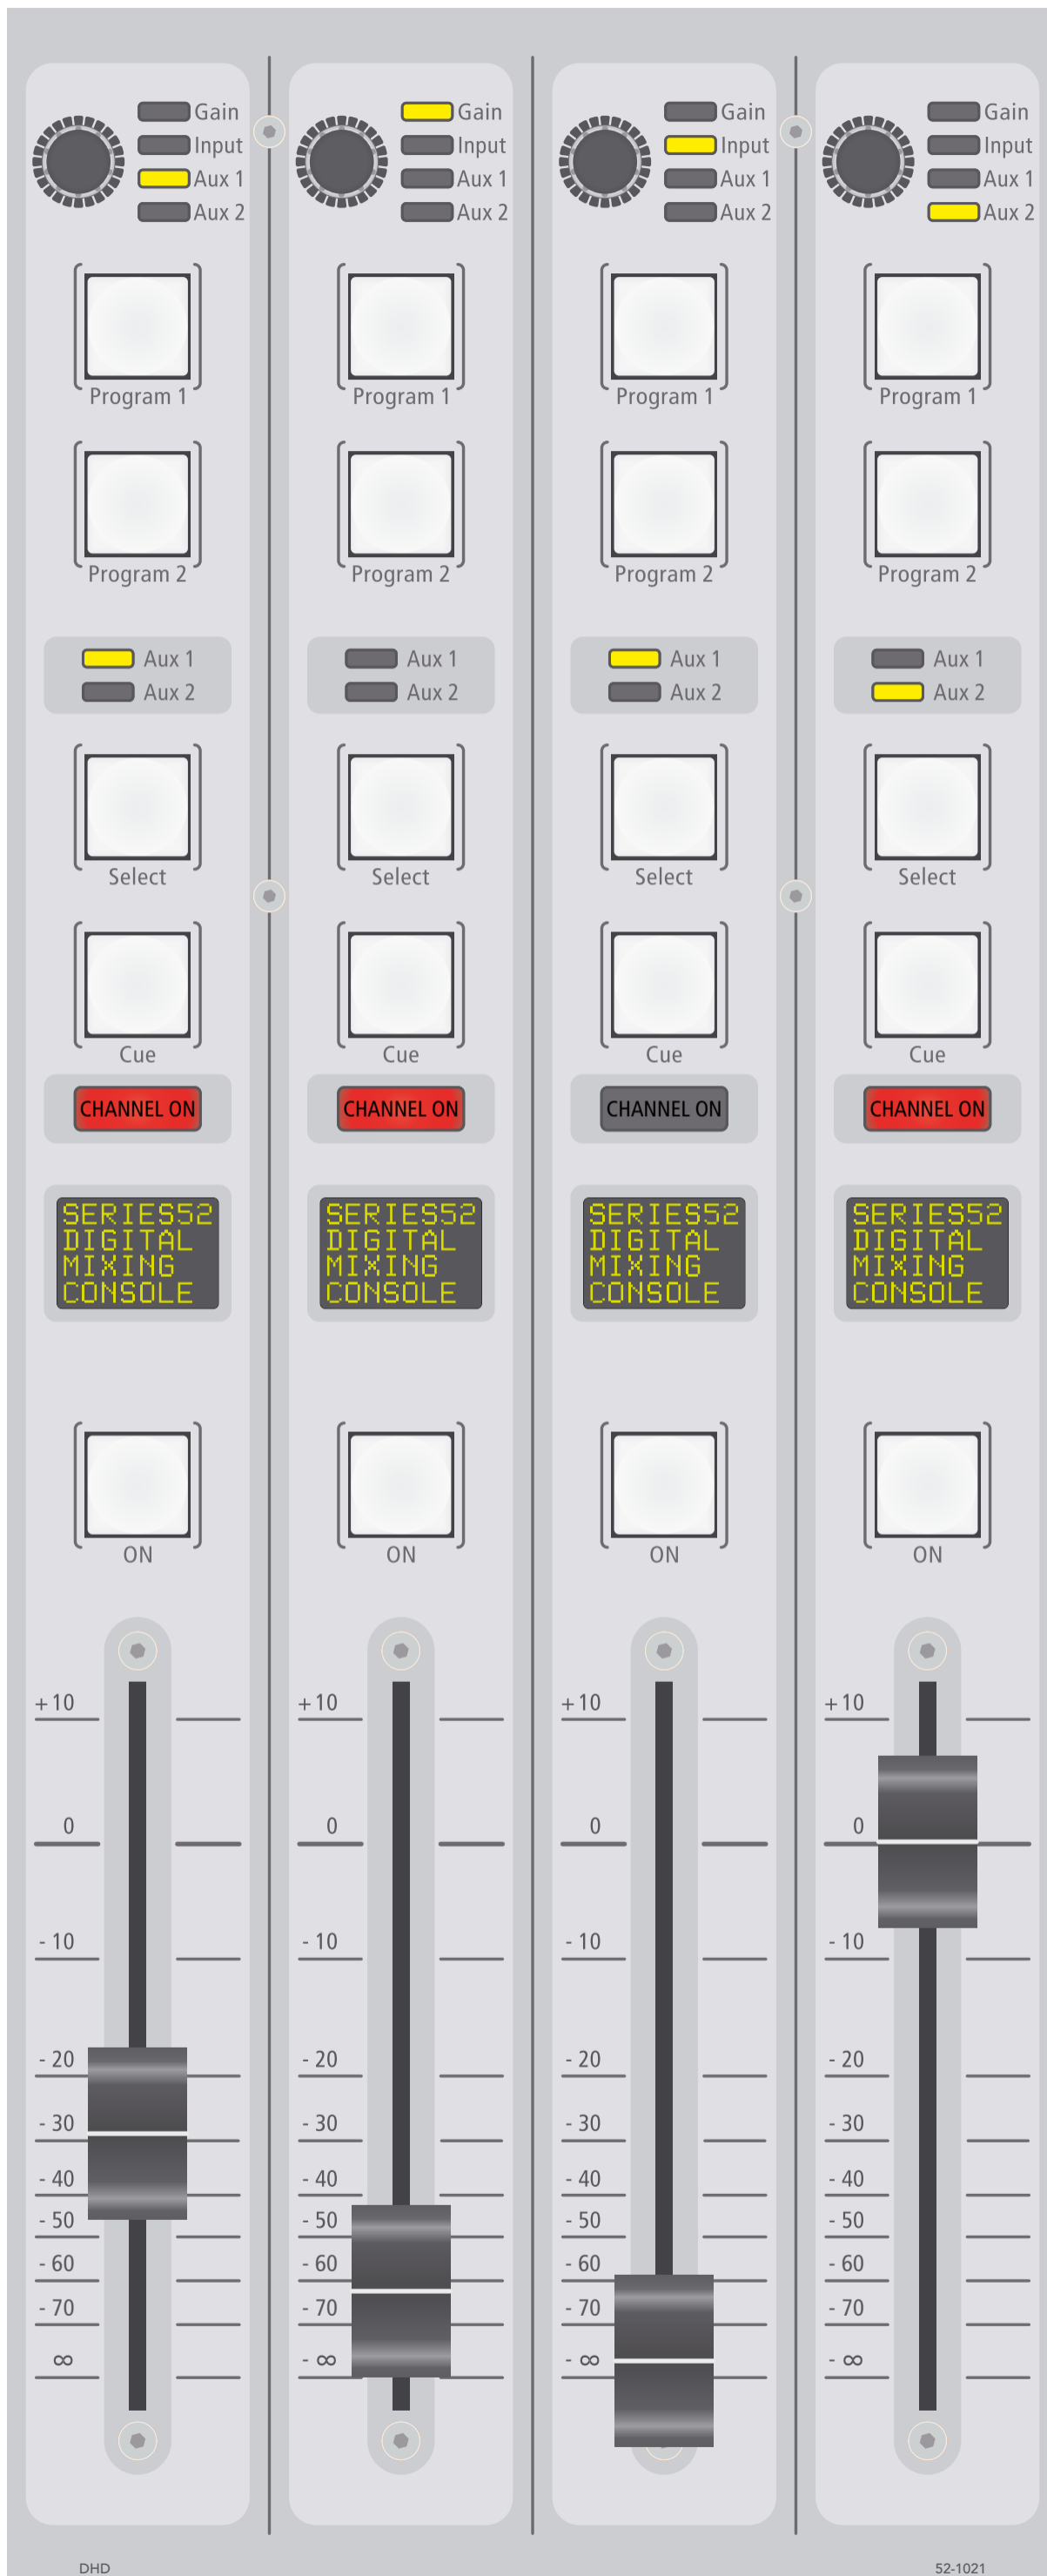 Gain Gain Gain Gain
Input Input Input Input
Aux 1 Aux 1 Aux 1 Aux 1
Aux 2 Aux 2 Aux 2 Aux 2
Program 1 Program 1 Program 1 Program 1
Program 2 Program 2 Program 2 Program 2
Aux 1 Aux 1 Aux 1 Aux 1
Aux 2 Aux 2 Aux 2 Aux 2
Select Select Select Select
Cue Cue Cue Cue
CHANNEL ON CHANNEL ON CHANNEL ON CHANNEL ON
SERIES52 SERIES52 SERIES52 SERIES52
DIGITAL DIGITAL DIGITAL DIGITAL
MIXING MIXING MIXING MIXING
CONSOLE CONSOLE CONSOLE CONSOLE
ON ON ON ON
+10 +10 +10 +10
0 0 0 0
- 10 - 10 - 10 - 10
- 20 - 20 - 20 - 20
- 30 - 30 - 30 - 30
- 40 - 40 - 40 - 40
- 50 - 50 - 50 - 50
- 60 - 60 - 60 - 60
- 70 - 70 - 70 - 70
∞ - ∞ - ∞ - ∞
DHD 52-1021